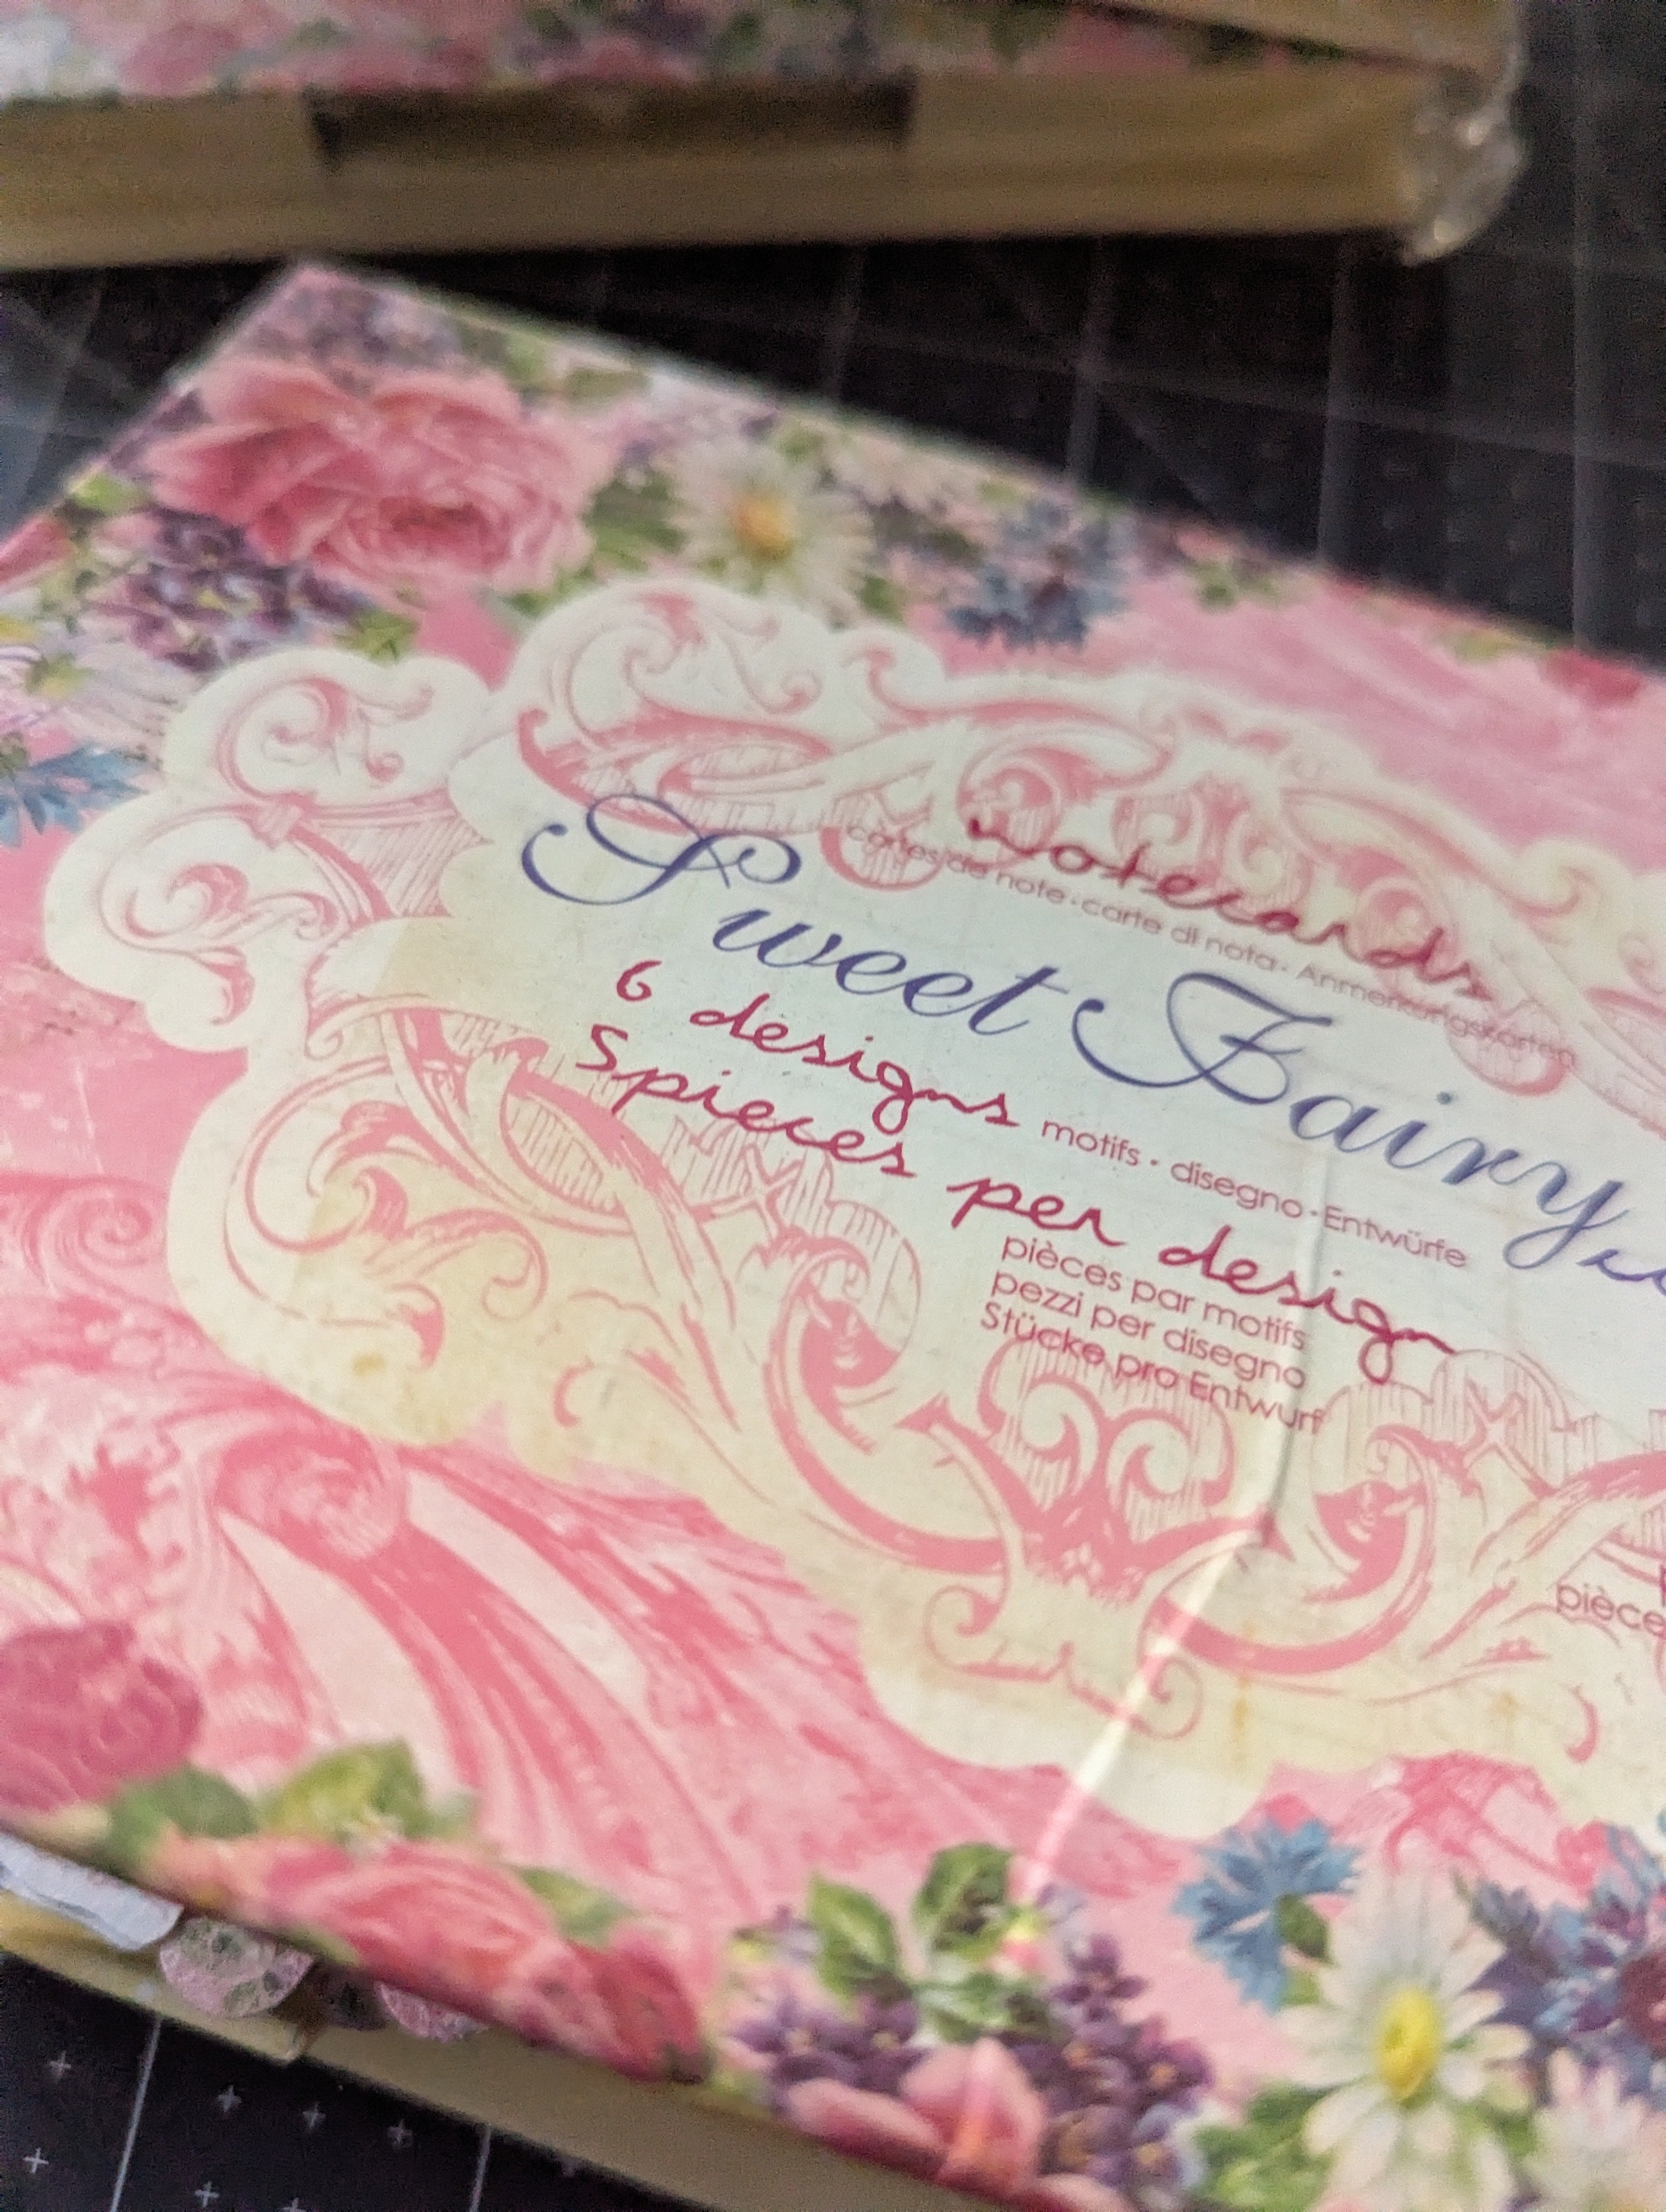 notecards
cartes de note · carte di nota · Anmerkungskarten
Sweet Fairy
6 designs motifs · disegno · Entwürfe
5 pieces per design
pièces par motifs
pezzi per disegno
Stücke pro Entwurf
pièce